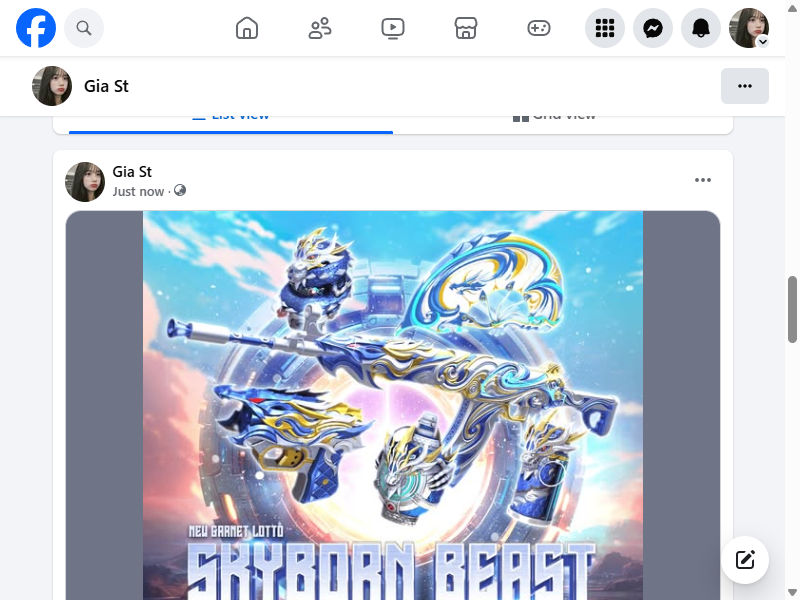 Gia St
List view
Grid view
Gia St
Just now ·
NEW GARNET LOTTO
SKYBORN BEAST